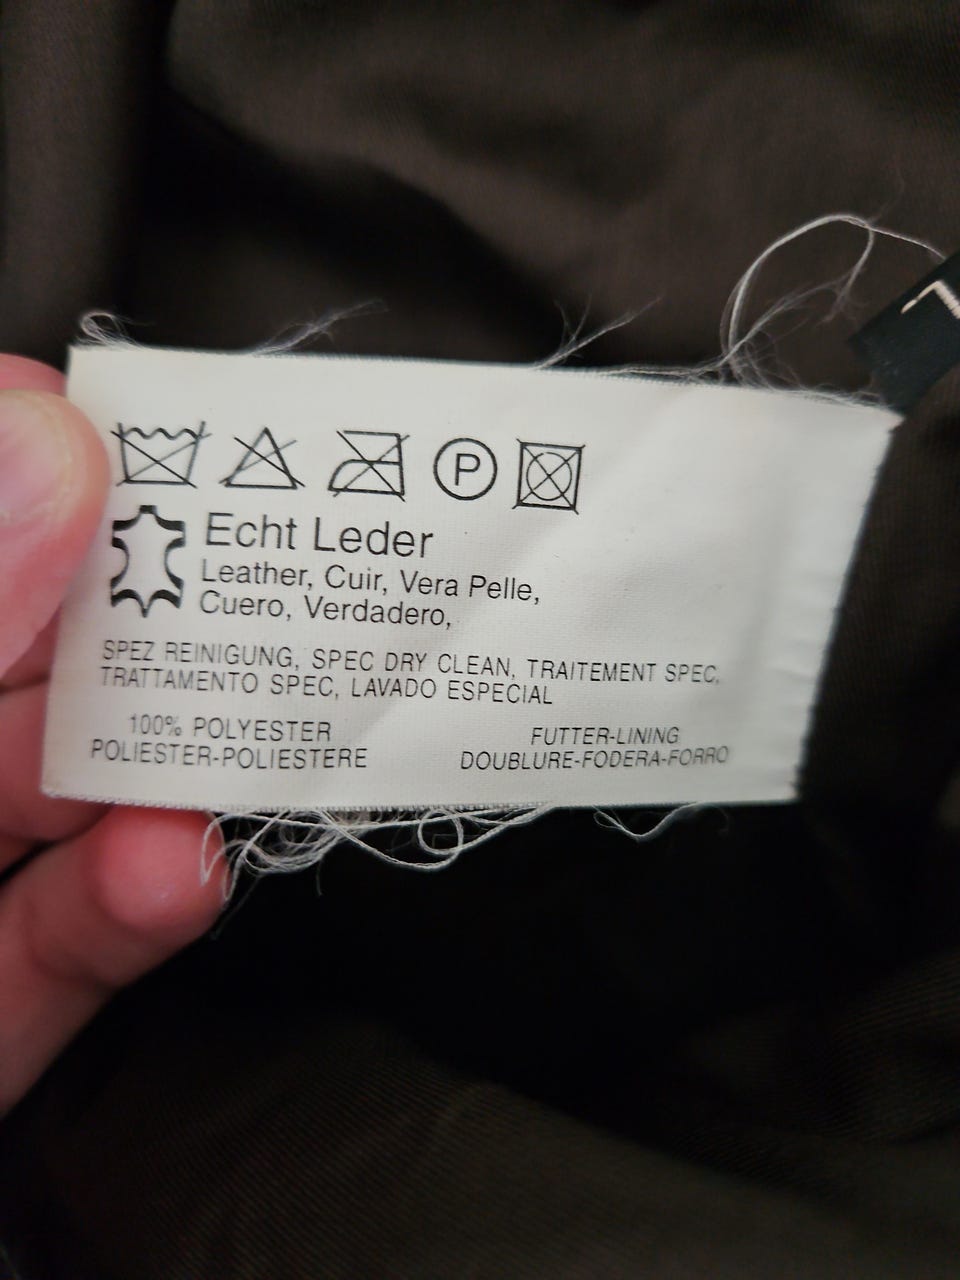 P
Echt Leder
Leather, Cuir, Vera Pelle,
Cuero, Verdadero,
SPEZ REINIGUNG, SPEC DRY CLEAN, TRAITEMENT SPEC,
TRATTAMENTO SPEC, LAVADO ESPECIAL
100% POLYESTER
POLIESTER-POLIESTERE
FUTTER-LINING
DOUBLURE-FODERA-FORRO